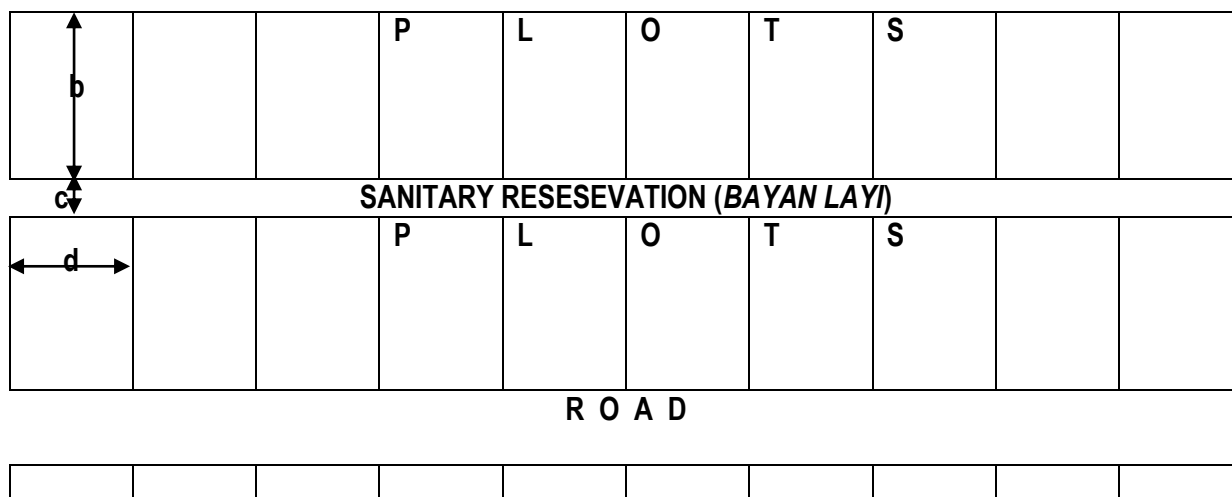 P L O T S
b
c SANITARY RESESEVATION (BAYAN LAYI)
P L O T S
d
R O A D